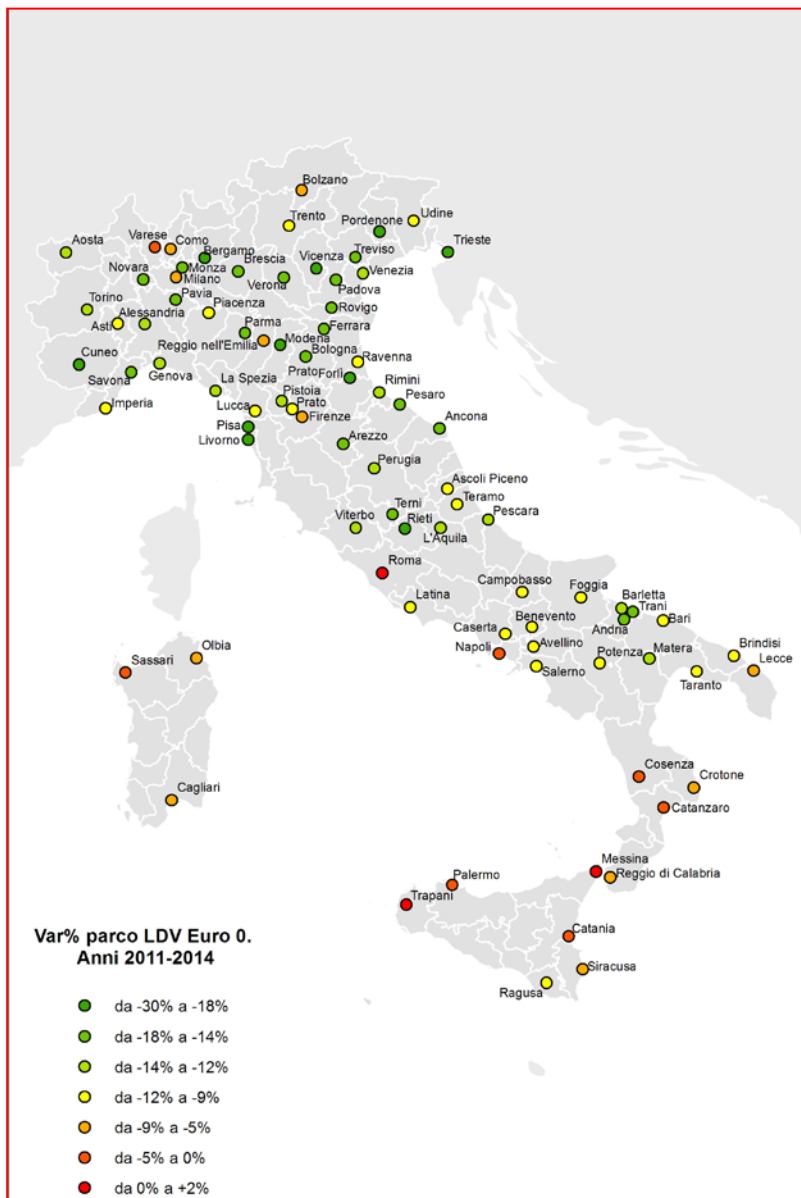 Bolzano
Trento
Udine
Pordenone
Trieste
Aosta
Varese
Como
Bergamo
Brescia
Vicenza
Treviso
Venezia
Novara
Monza
Milano
Verona
Padova
Pavia
Torino
Piacenza
Rovigo
Asti
Alessandria
Parma
Ferrara
Reggio nell'Emilia
Modena
Bologna
Ravenna
Cuneo
Savona
Genova
Prato
Forlì
La Spezia
Rimini
Imperia
Pistoia
Prato
Pesaro
Lucca
Firenze
Pisa
Livorno
Arezzo
Ancona
Perugia
Ascoli Piceno
Teramo
Terni
Viterbo
Rieti
Pescara
L'Aquila
Roma
Campobasso
Foggia
Latina
Barletta
Trani
Benevento
Bari
Caserta
Andria
Napoli
Avellino
Potenza
Matera
Brindisi
Lecce
Salerno
Taranto
Olbia
Sassari
Cagliari
Cosenza
Crotone
Catanzaro
Messina
Reggio di Calabria
Palermo
Trapani
Catania
Siracusa
Ragusa
Var% parco LDV Euro 0.
Anni 2011-2014
da -30% a -18%
da -18% a -14%
da -14% a -12%
da -12% a -9%
da -9% a -5%
da -5% a 0%
da 0% a +2%